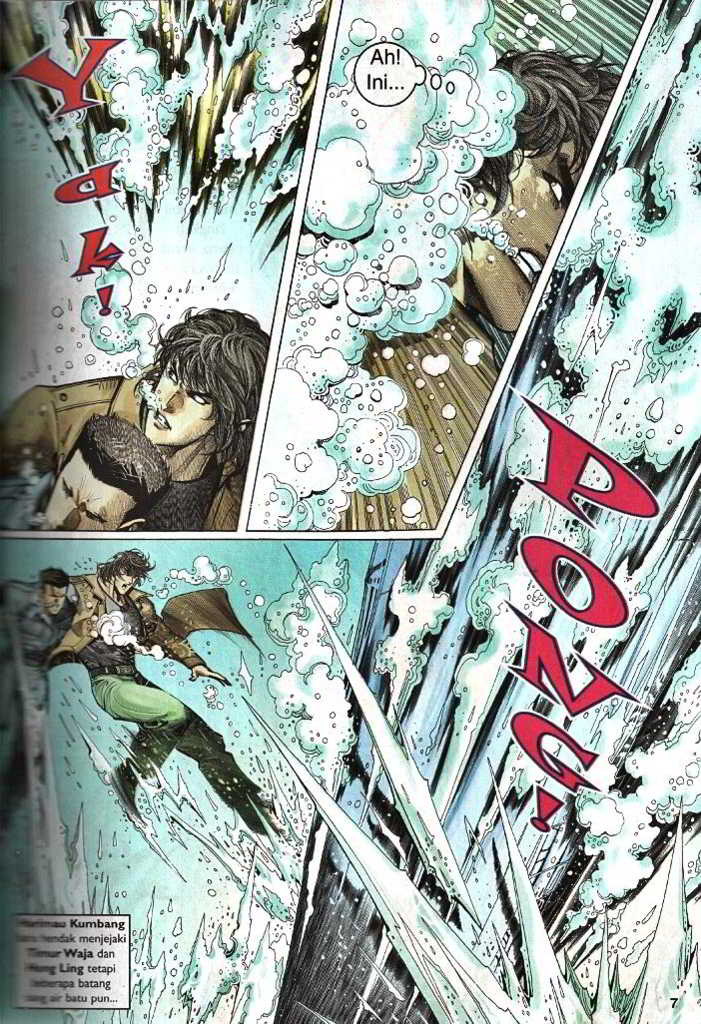 Yak!
Ah!
Ini...
PONG!
Harimau Kumbang
hendak menjejaki
Timur Waja dan
Hong Ling tetapi
beberapa batang
air batu pun...
7